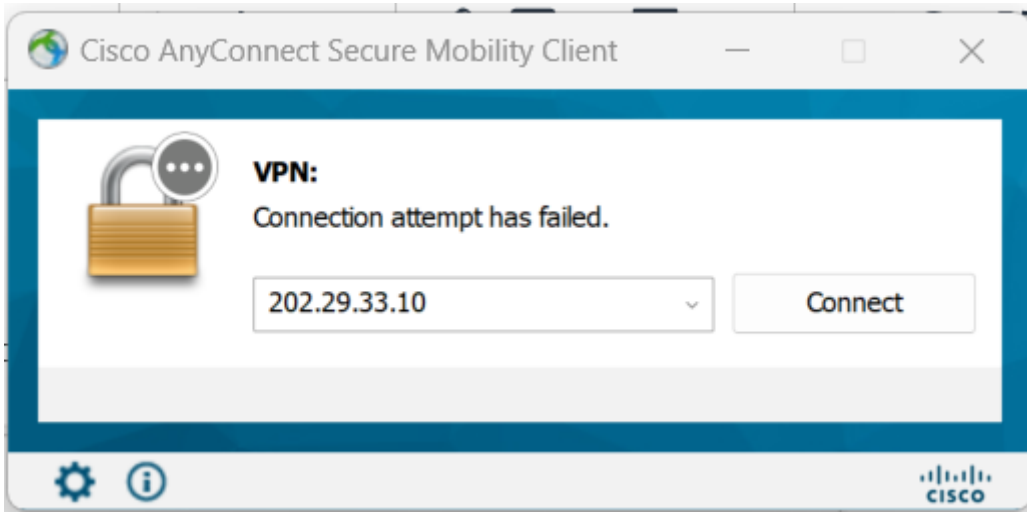 Cisco AnyConnect Secure Mobility Client
VPN:
Connection attempt has failed.
202.29.33.10
Connect
CISCO